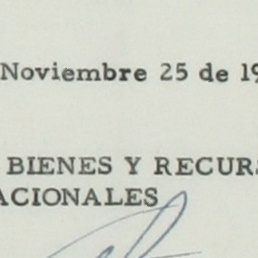 Noviembre 25 de 19
BIENES Y RECURS
ACIONALES